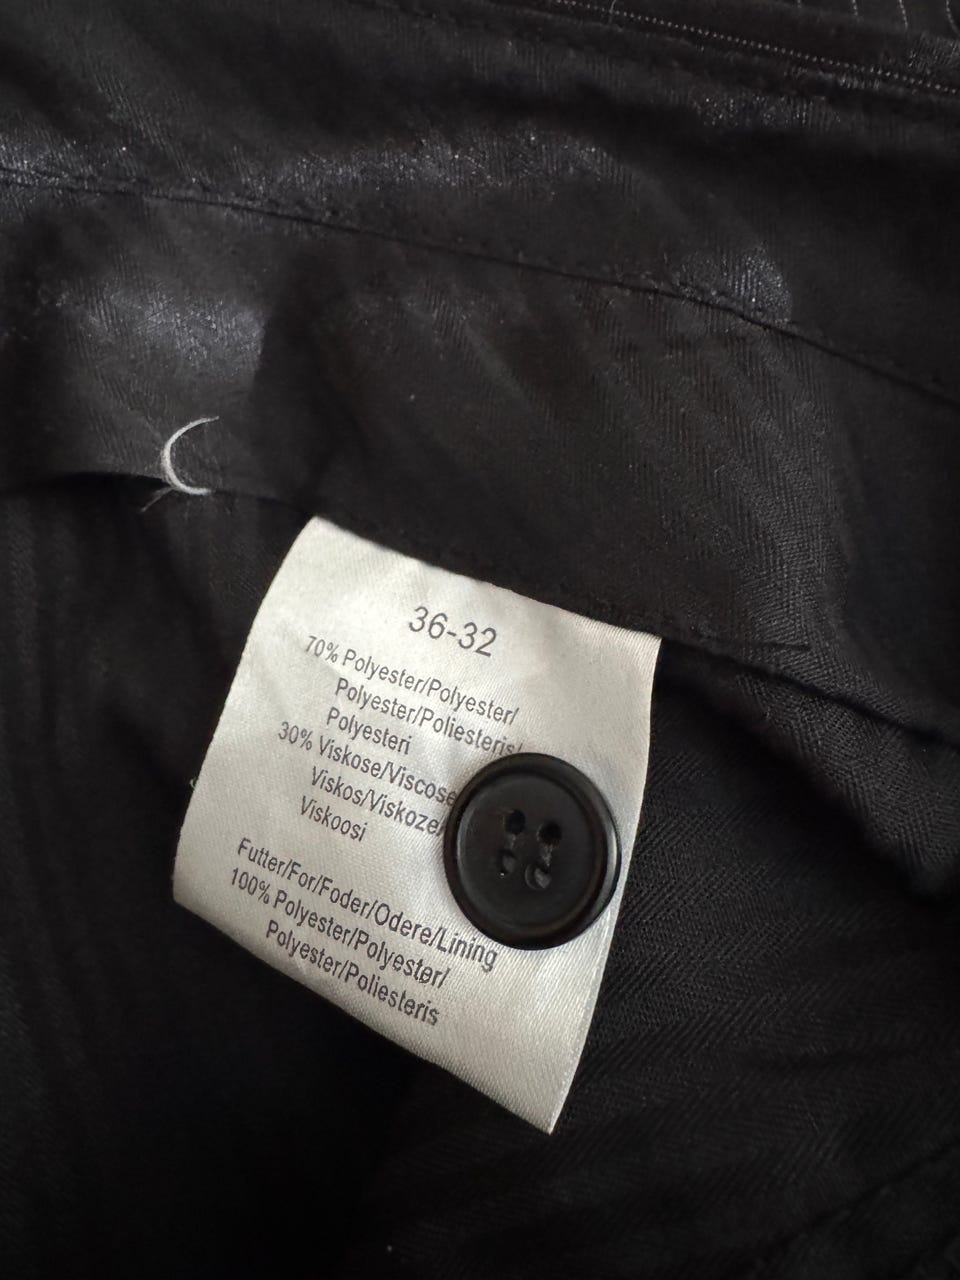 36-32
70% Polyester/Polyester/
Polyester/Poliesteris/
Polyesteri
30% Viskose/Viscose
Viskos/Viskoze/
Viskoosi
Futter/For/Foder/Odere/Lining
100% Polyester/Polyester/
Polyester/Poliesteris